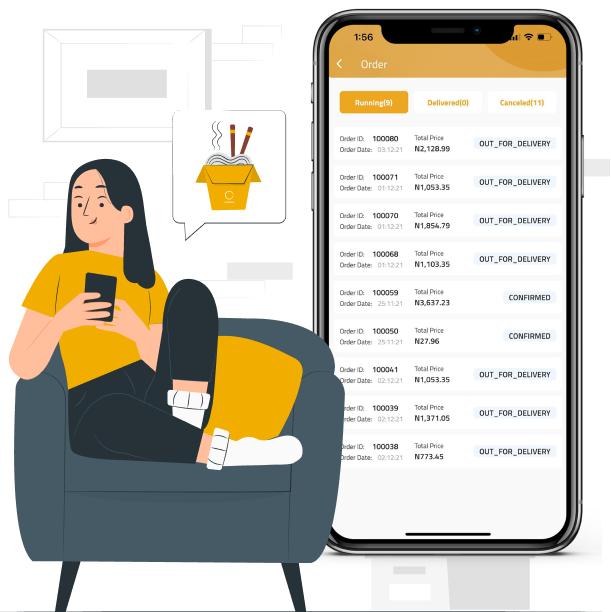 1:56
Order
Running(9) Delivered(0) Canceled(11)
Order ID: 100080 Total Price
Order Date: 03:12:21 N2,128.99 OUT_FOR_DELIVERY
Order ID: 100071 Total Price
Order Date: 01:12:21 N1,053.35 OUT_FOR_DELIVERY
Order ID: 100070 Total Price
Order Date: 01:12:21 N1,854.79 OUT_FOR_DELIVERY
Order ID: 100068 Total Price
Order Date: 01:12:21 N1,103.35 OUT_FOR_DELIVERY
Order ID: 100059 Total Price
Order Date: 25:11:21 N3,637.23 CONFIRMED
Order ID: 100050 Total Price
Order Date: 25:11:21 N27.96 CONFIRMED
Order ID: 100041 Total Price
Order Date: 02:12:21 N1,053.35 OUT_FOR_DELIVERY
Order ID: 100039 Total Price
Order Date: 02:12:21 N1,371.05 OUT_FOR_DELIVERY
Order ID: 100038 Total Price
Order Date: 02:12:21 N773.45 OUT_FOR_DELIVERY